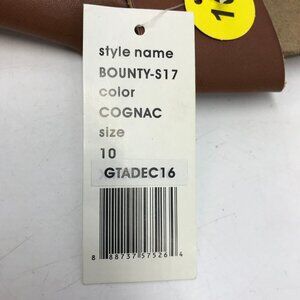 style name
BOUNTY-S17
color
COGNAC
size
10
GTADEC16
8 88737 57526 4